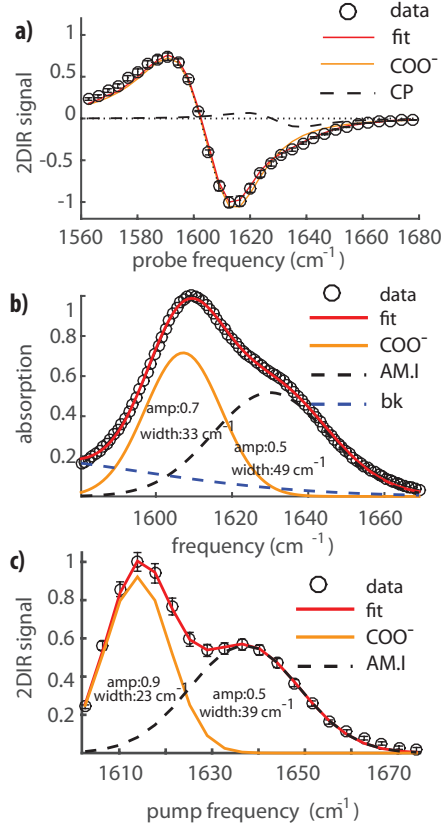 a)
data
fit
COO⁻
CP
2DIR signal
0.5
0
-0.5
-1
1560 1580 1600 1620 1640 1660 1680
probe frequency (cm⁻¹)
b)
data
fit
COO⁻
AM.I
bk
absorption
1
0.8
0.6
0.4
0.2
amp:0.7
width:33 cm⁻¹
amp:0.5
width:49 cm⁻¹
1600 1620 1640 1660
frequency (cm⁻¹)
c)
data
fit
COO⁻
AM.I
2DIR signal
1
0.8
0.6
0.4
0.2
amp:0.9
width:23 cm⁻¹
amp:0.5
width:39 cm⁻¹
1610 1630 1650 1670
pump frequency (cm⁻¹)